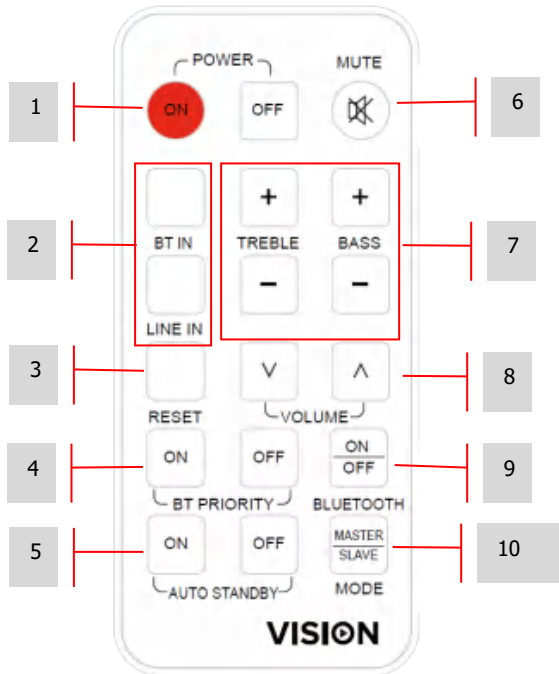 POWER MUTE
1 ON OFF 6
+ +
2 BT IN TREBLE BASS 7
- -
LINE IN
3 V Λ 8
RESET VOLUME
4 ON OFF ON OFF 9
BT PRIORITY BLUETOOTH
5 ON OFF MASTER SLAVE 10
AUTO STANDBY MODE
VISION